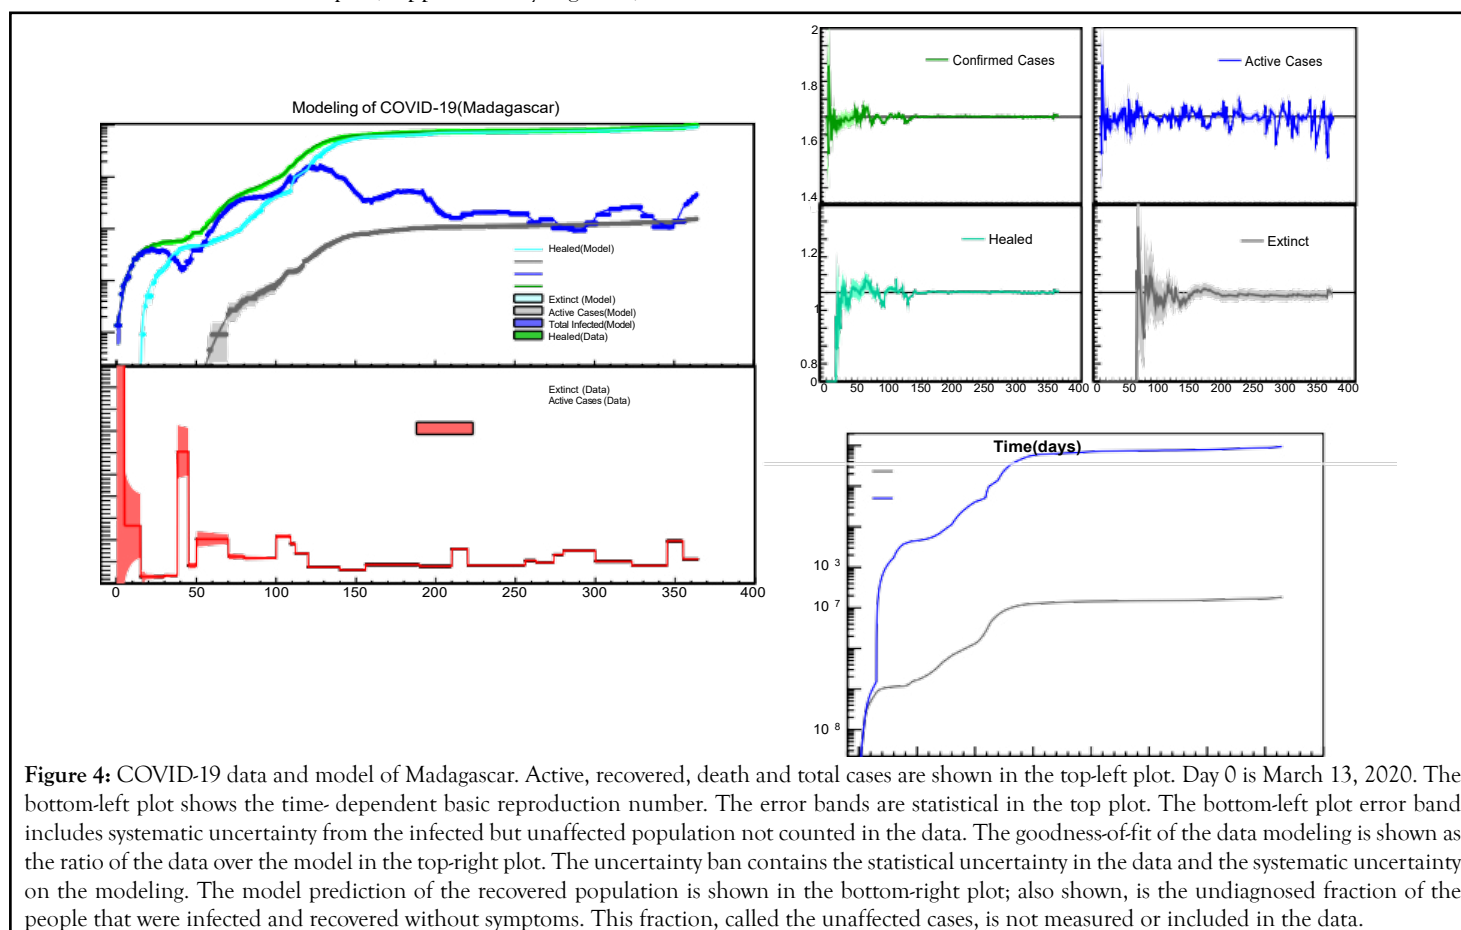 Modeling of COVID-19(Madagascar)
Healed(Model)
Extinct (Model)
Active Cases(Model)
Total Infected(Model)
Healed(Data)
Extinct (Data)
Active Cases (Data)
0 50 100 150 200 250 300 350 400
2
1.8
1.6
1.4
Confirmed Cases
Active Cases
1.2
1
0.8
0
Healed
Extinct
0 50 100 150 200 250 300 350 400
0 50 100 150 200 250 300 350 400
Time(days)
10 3
10 7
10 8
Figure 4: COVID-19 data and model of Madagascar. Active, recovered, death and total cases are shown in the top-left plot. Day 0 is March 13, 2020. The
bottom-left plot shows the time- dependent basic reproduction number. The error bands are statistical in the top plot. The bottom-left plot error band
includes systematic uncertainty from the infected but unaffected population not counted in the data. The goodness-of-fit of the data modeling is shown as
the ratio of the data over the model in the top-right plot. The uncertainty ban contains the statistical uncertainty in the data and the systematic uncertainty
on the modeling. The model prediction of the recovered population is shown in the bottom-right plot; also shown, is the undiagnosed fraction of the
people that were infected and recovered without symptoms. This fraction, called the unaffected cases, is not measured or included in the data.